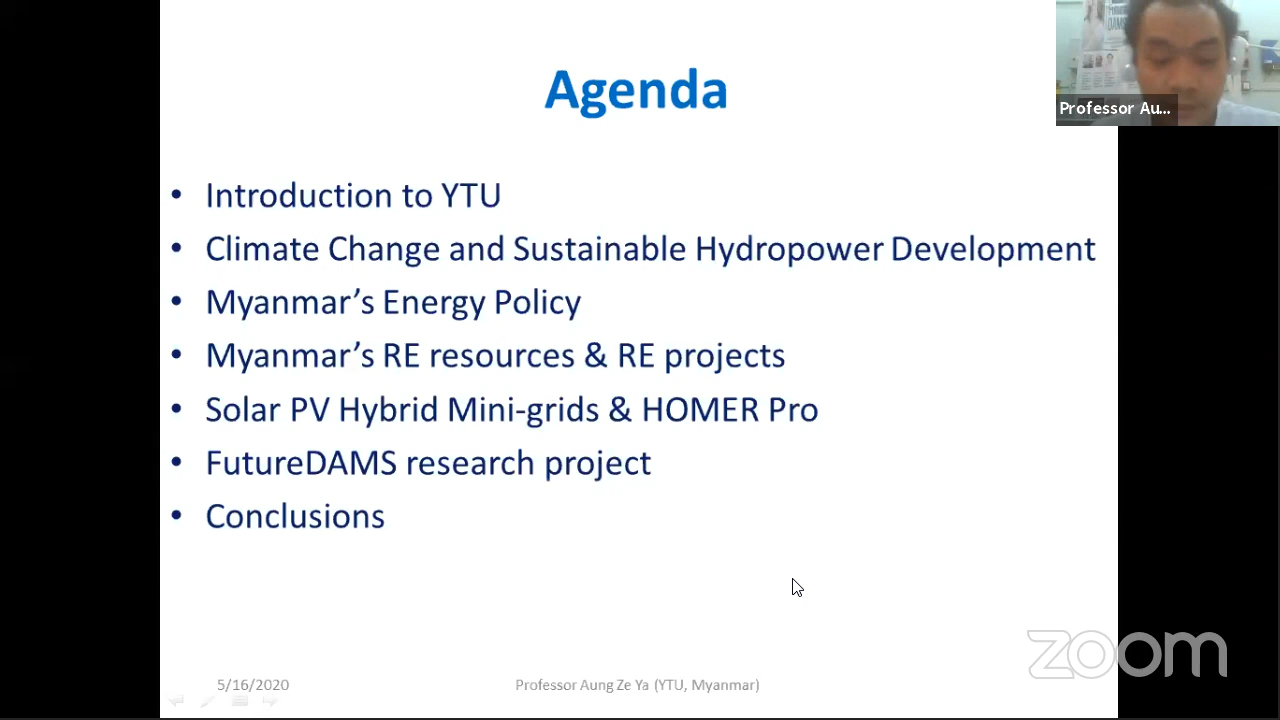 Agenda
Professor Au...
• Introduction to YTU
• Climate Change and Sustainable Hydropower Development
• Myanmar’s Energy Policy
• Myanmar’s RE resources & RE projects
• Solar PV Hybrid Mini-grids & HOMER Pro
• FutureDAMS research project
• Conclusions
zoom
5/16/2020
Professor Aung Ze Ya (YTU, Myanmar)